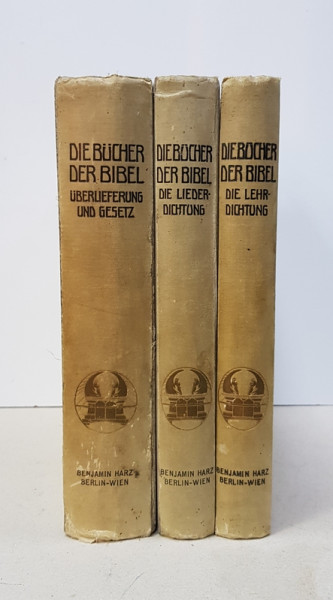 DIE BÜCHER
DER BIBEL
ÜBERLIEFERUNG
UND GESETZ
BENJAMIN HARZ
BERLIN-WIEN
DIE BÜCHER
DER BIBEL
DIE LIEDER-
DICHTUNG
BENJAMIN HARZ
BERLIN-WIEN
DIE BÜCHER
DER BIBEL
DIE LEHR-
DICHTUNG
BENJAMIN HARZ
BERLIN-WIEN